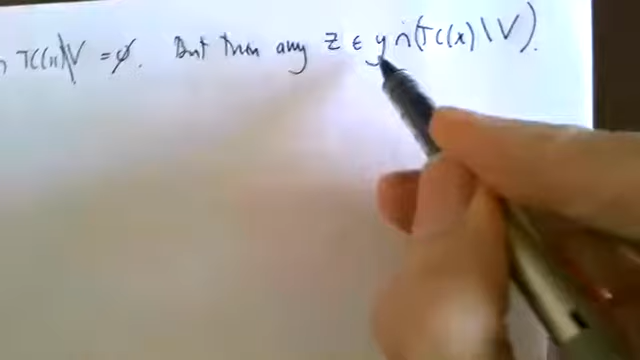 ∩ TC(x)\V = ∅. But then any z ∈ y ∩ (TC(x)\V).